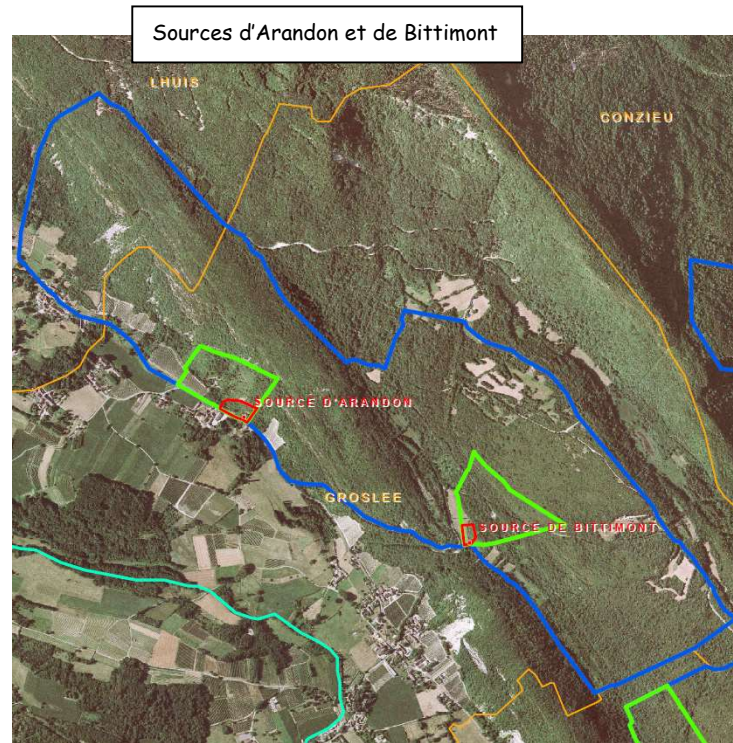 Sources d'Arandon et de Bittimont
LHUIS
CONZIEU
SOURCE D'ARANDON
GROSLEE
SOURCE DE BITTIMONT